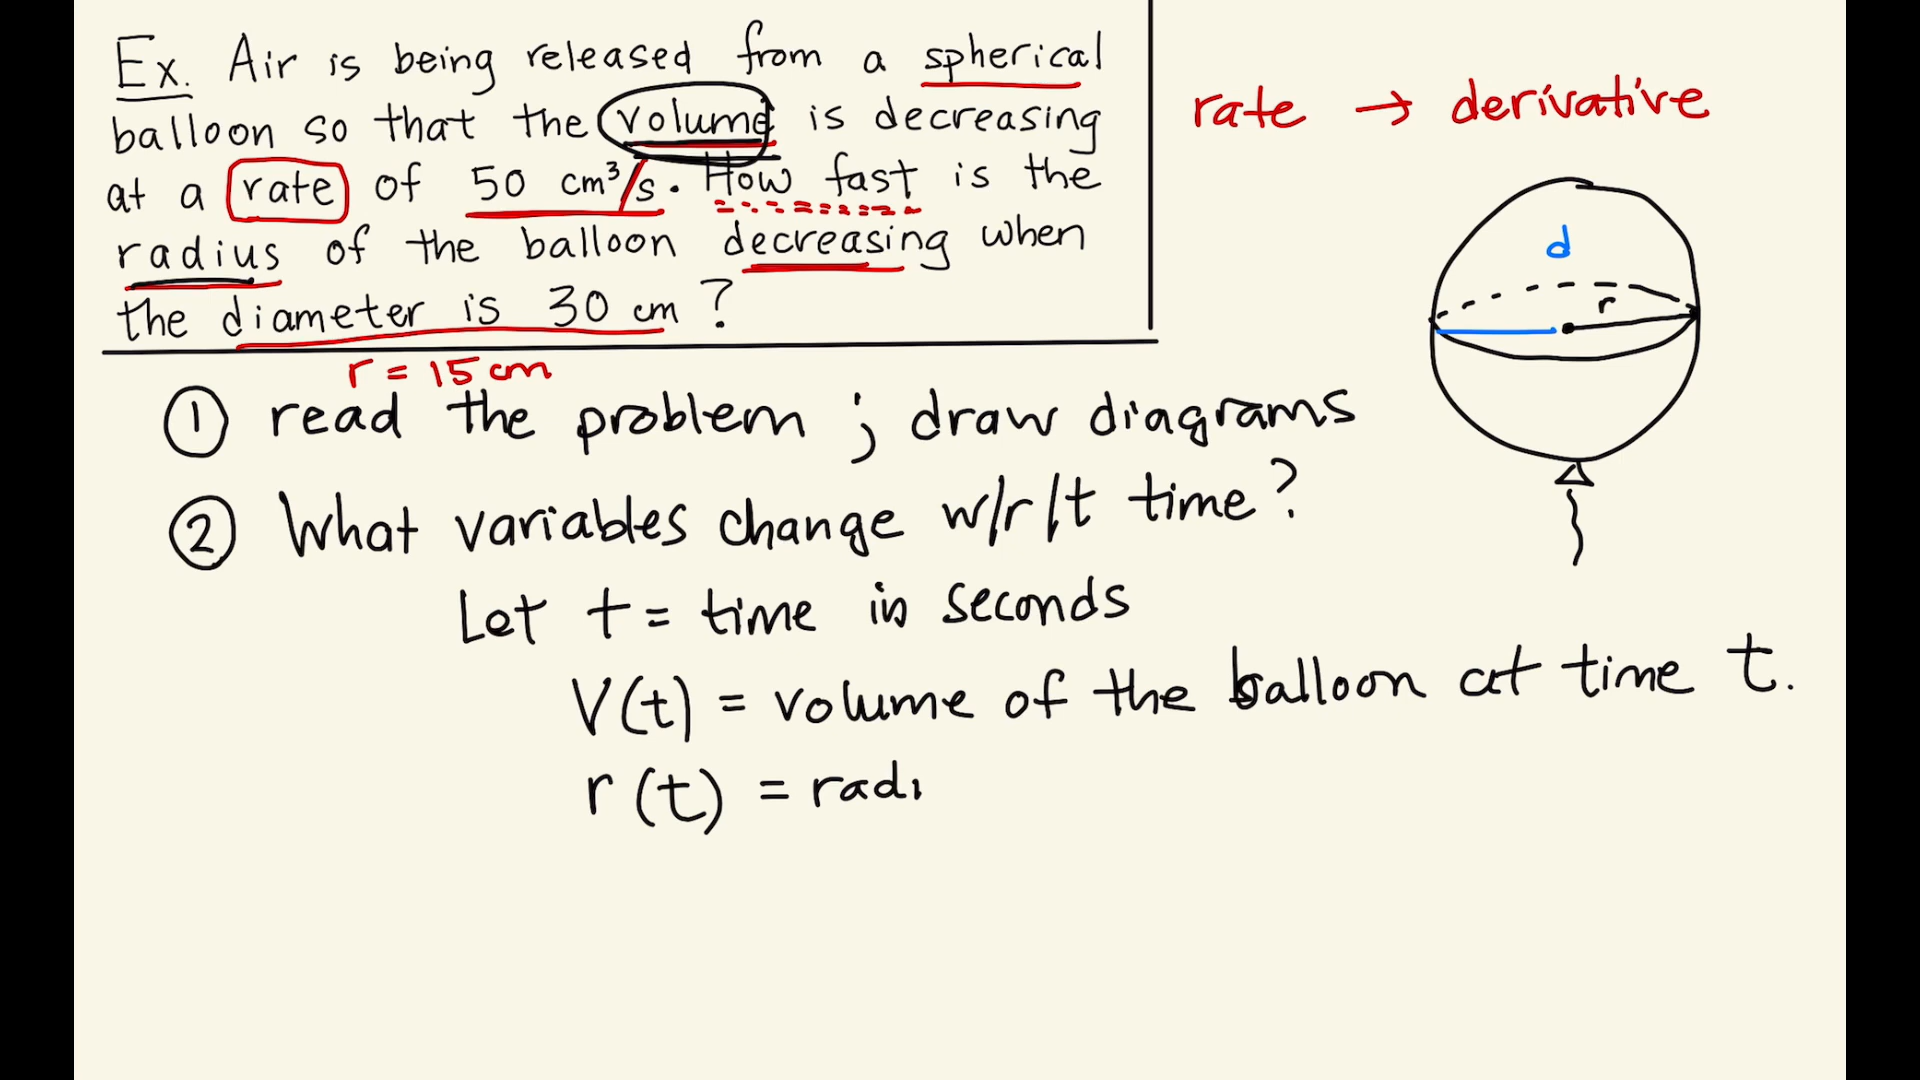 Ex. Air is being released from a spherical
balloon so that the volume is decreasing
at a rate of 50 cm³/s. How fast is the
radius of the balloon decreasing when
the diameter is 30 cm?
r = 15 cm
rate → derivative
d
r
① read the problem ; draw diagrams
② What variables change w/r/t time?
Let t = time in seconds
V(t) = volume of the balloon at time t.
r(t) = radi